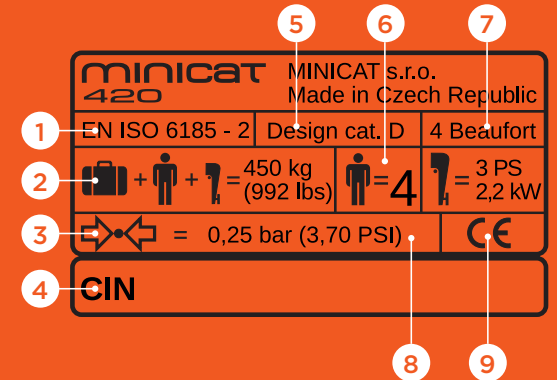 5 6 7
minicat MINICAT s.r.o.
420 Made in Czech Republic
1 EN ISO 6185 - 2 Design cat. D 4 Beaufort
2 + + = 450 kg (992 lbs) = 4 = 3 PS 2,2 kW
3 = 0,25 bar (3,70 PSI) CE
4 CIN
8 9